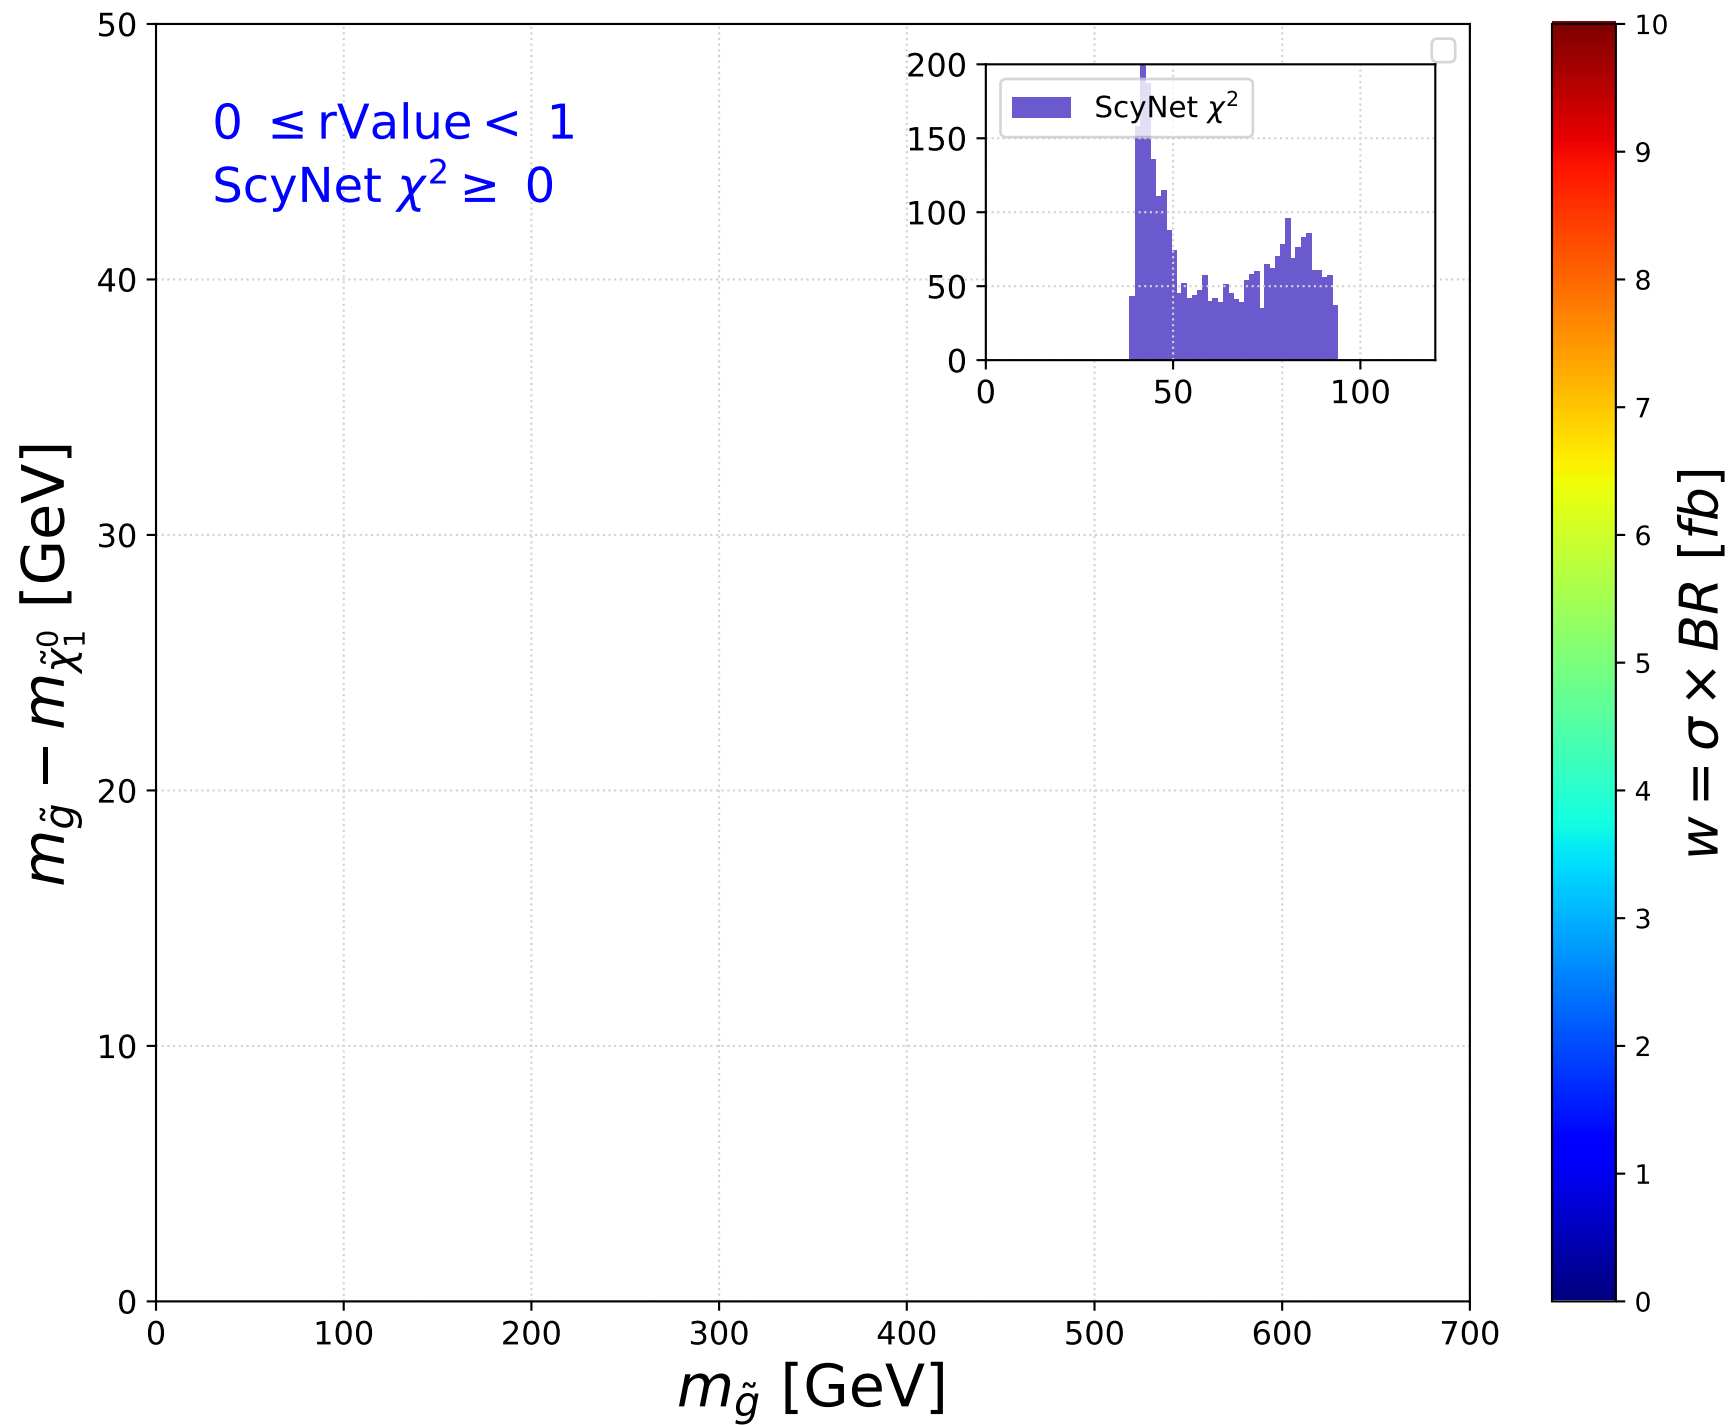 0 ≤ rValue < 1
ScyNet χ² ≥ 0
50
40
30
20
10
0
0 100 200 300 400 500 600 700
m_g̃ [GeV]
m_g̃ − m_χ̃₁⁰ [GeV]
200
150
100
50
0
0 50 100
ScyNet χ²
10
9
8
7
6
5
4
3
2
1
0
w = σ × BR [fb]